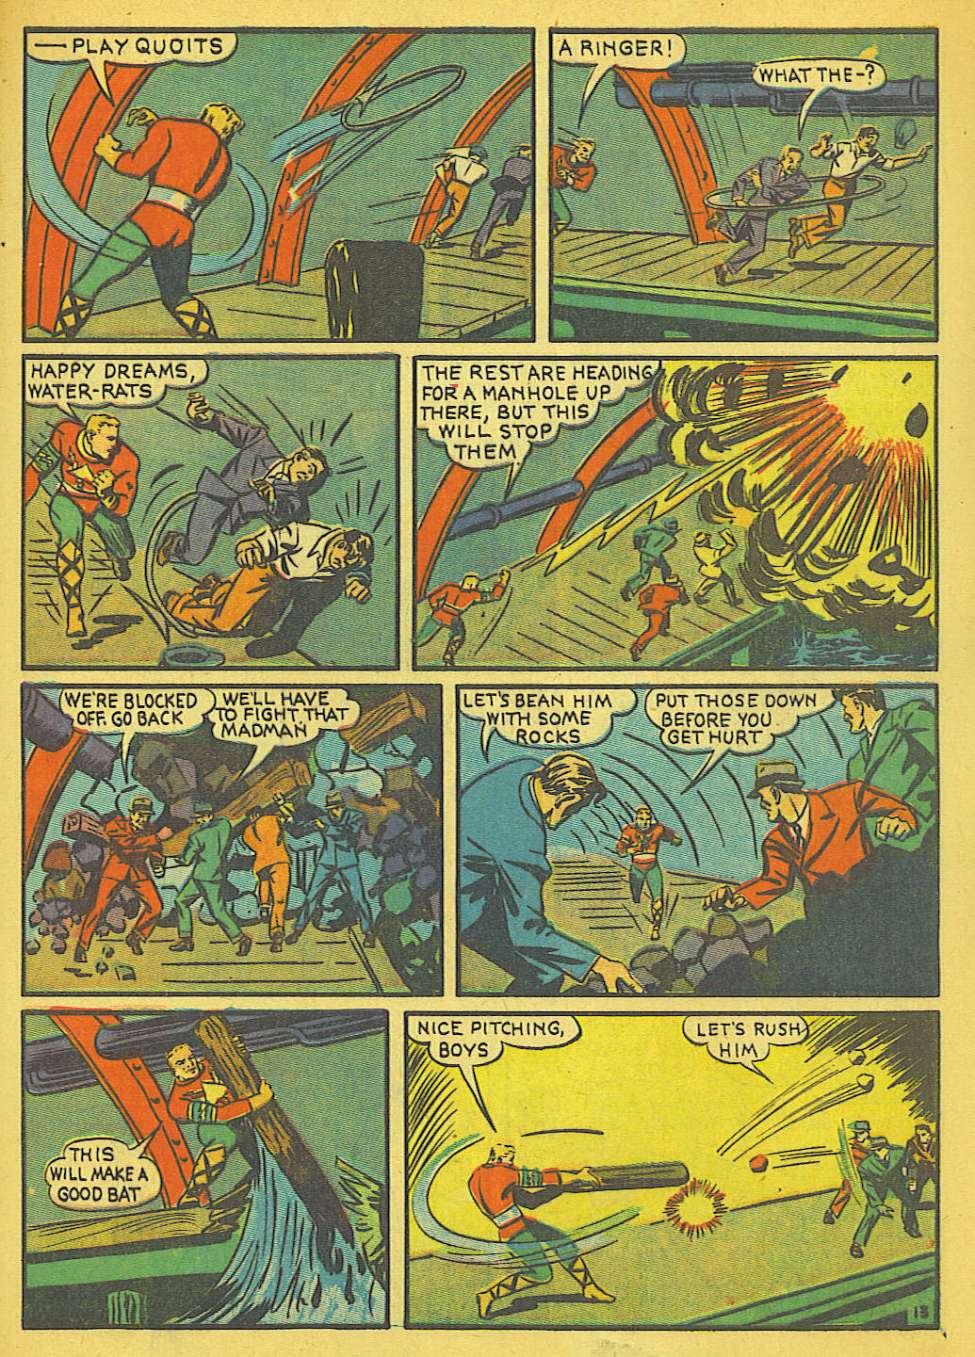 — PLAY QUOITS
A RINGER!
WHAT THE-?
HAPPY DREAMS,
WATER-RATS
THE REST ARE HEADING
FOR A MANHOLE UP
THERE, BUT THIS
WILL STOP
THEM
WE'RE BLOCKED
OFF. GO BACK
WE'LL HAVE
TO FIGHT THAT
MADMAN
LET'S BEAN HIM
WITH SOME
ROCKS
PUT THOSE DOWN
BEFORE YOU
GET HURT
THIS
WILL MAKE A
GOOD BAT
NICE PITCHING,
BOYS
LET'S RUSH
HIM
13